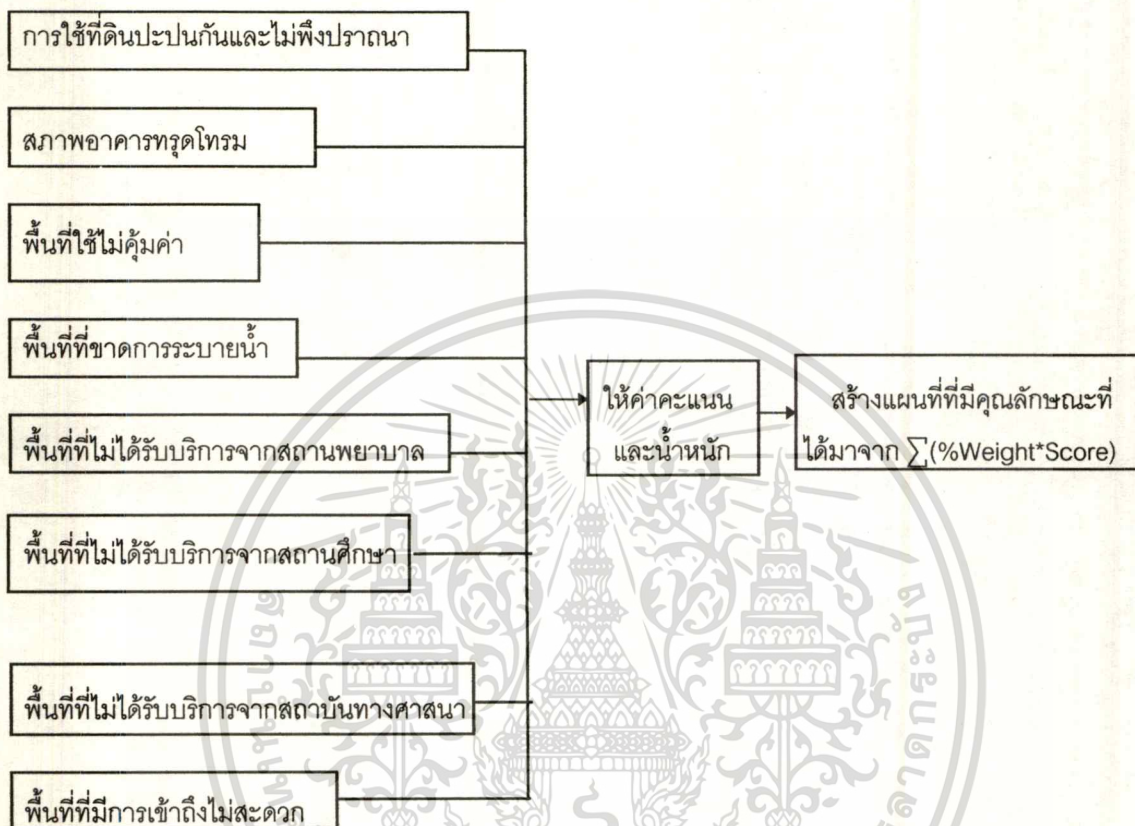 การใช้ที่ดินปะปนกันและไม่พึงปราถนา
สภาพอาคารทรุดโทรม
พื้นที่ใช้ไม่คุ้มค่า
พื้นที่ที่ขาดการระบายน้ำ
พื้นที่ที่ไม่ได้รับบริการจากสถานพยาบาล
พื้นที่ที่ไม่ได้รับบริการจากสถานศึกษา
พื้นที่ที่ไม่ได้รับบริการจากสถาบันทางศาสนา
พื้นที่ที่มีการเข้าถึงไม่สะดวก
ให้ค่าคะแนน
และน้ำหนัก
สร้างแผนที่ที่มีคุณลักษณะที่
ได้มาจาก ∑(%Weight*Score)